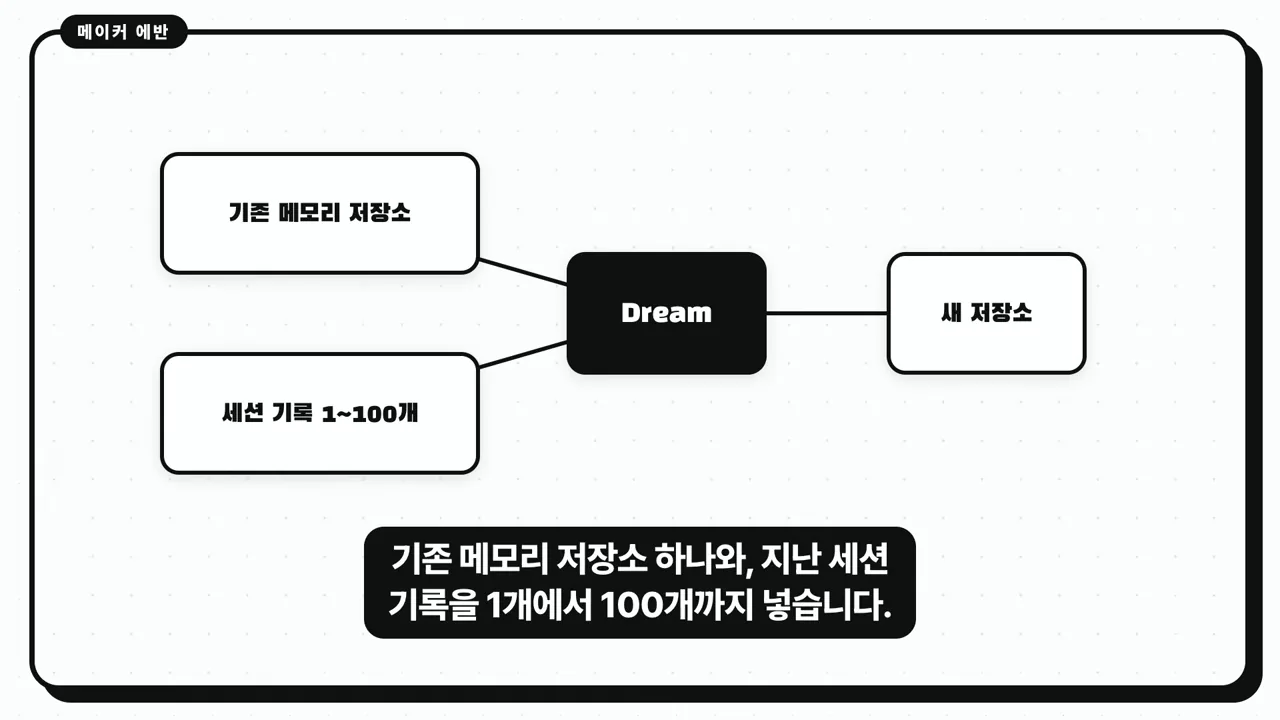 메이커 에반
기존 메모리 저장소
Dream
새 저장소
세션 기록 1~100개
기존 메모리 저장소 하나와, 지난 세션
기록을 1개에서 100개까지 넣습니다.